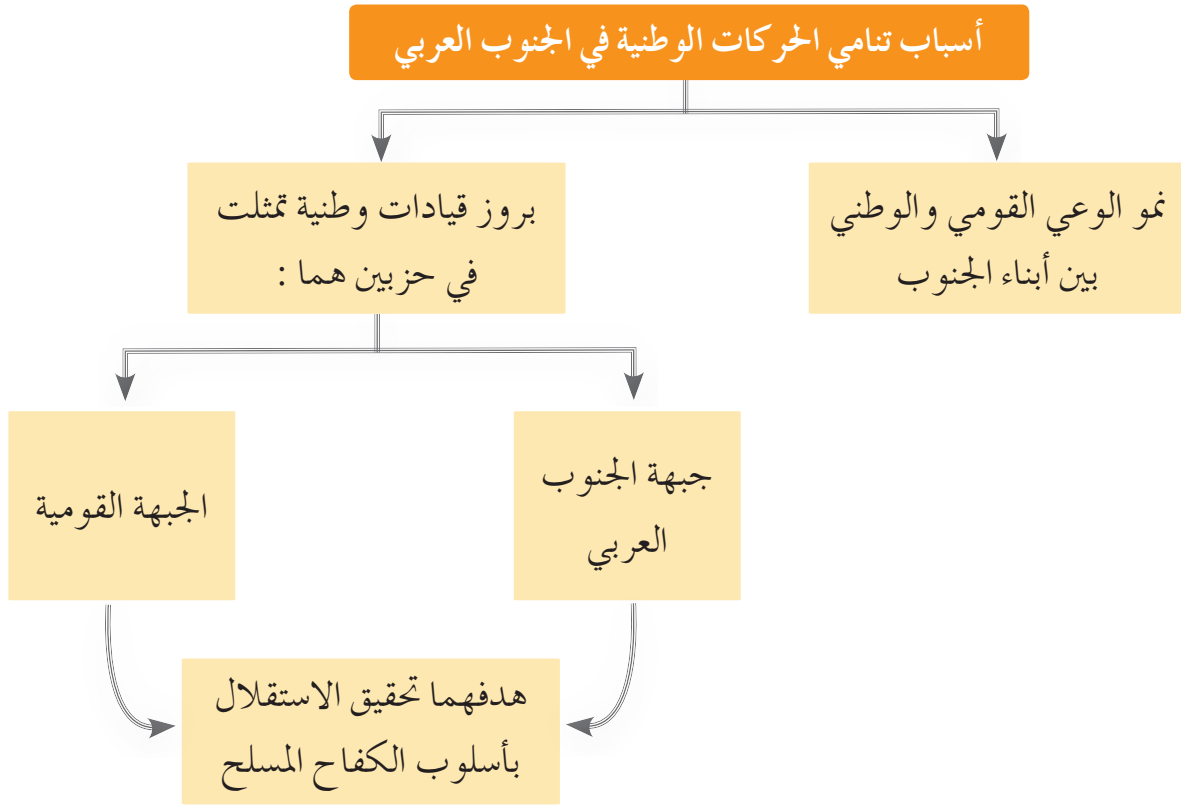 أسباب تنامي الحركات الوطنية في الجنوب العربي
نمو الوعي القومي والوطني
بين أبناء الجنوب
بروز قيادات وطنية تمثلت
في حزبين هما :
جبهة الجنوب
العربي
الجبهة القومية
هدفهما تحقيق الاستقلال
بأسلوب الكفاح المسلح